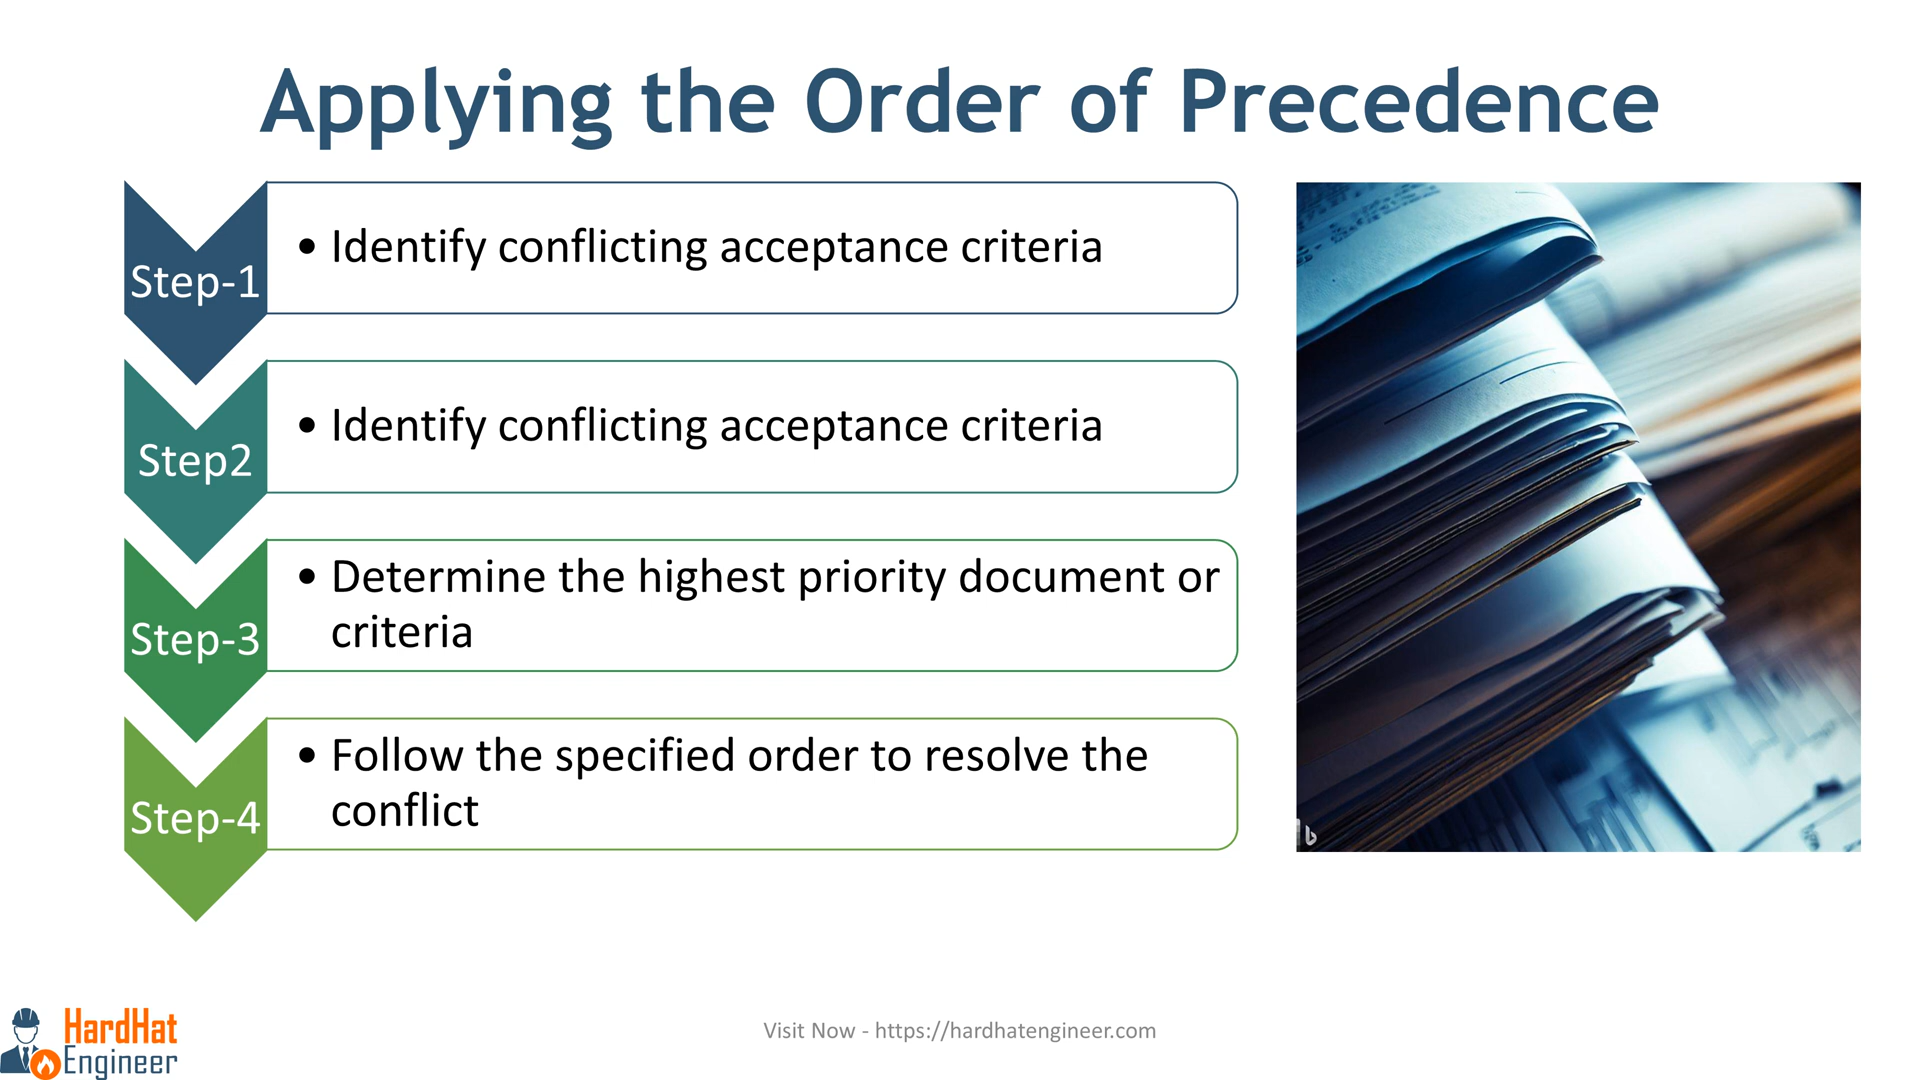 Applying the Order of Precedence
Step-1
• Identify conflicting acceptance criteria
Step2
• Identify conflicting acceptance criteria
Step-3
• Determine the highest priority document or
criteria
Step-4
• Follow the specified order to resolve the
conflict
HardHat
Engineer
Visit Now - https://hardhatengineer.com